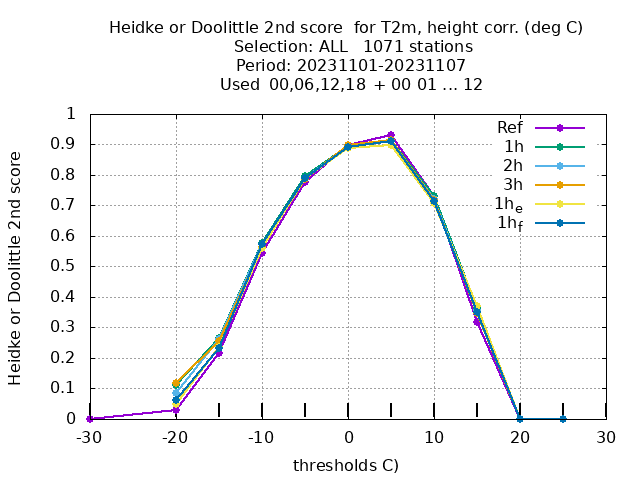 Heidke or Doolittle 2nd score  for T2m, height corr. (deg C)
Selection: ALL   1071 stations
Period: 20231101-20231107
Used  00,06,12,18  + 00 01 ... 12
Heidke or Doolittle 2nd score
1
0.9
0.8
0.7
0.6
0.5
0.4
0.3
0.2
0.1
0
Ref
1h
2h
3h
1h_e
1h_f
-30 -20 -10 0 10 20 30
thresholds C)